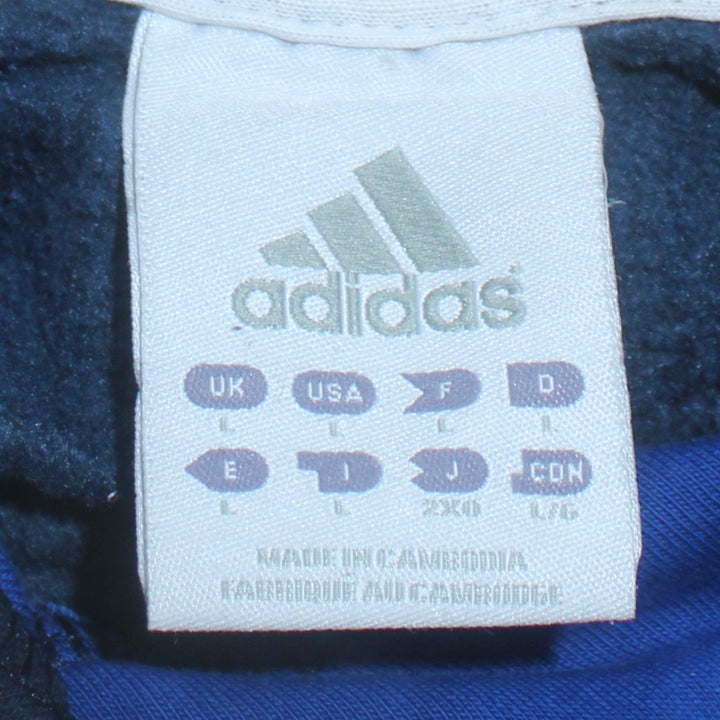 adidas
UK USA F D
L L L L
E I J CDN
L L 2XO L/G
MADE IN CAMBODIA
FABRIQUÉ AU CAMBODGE